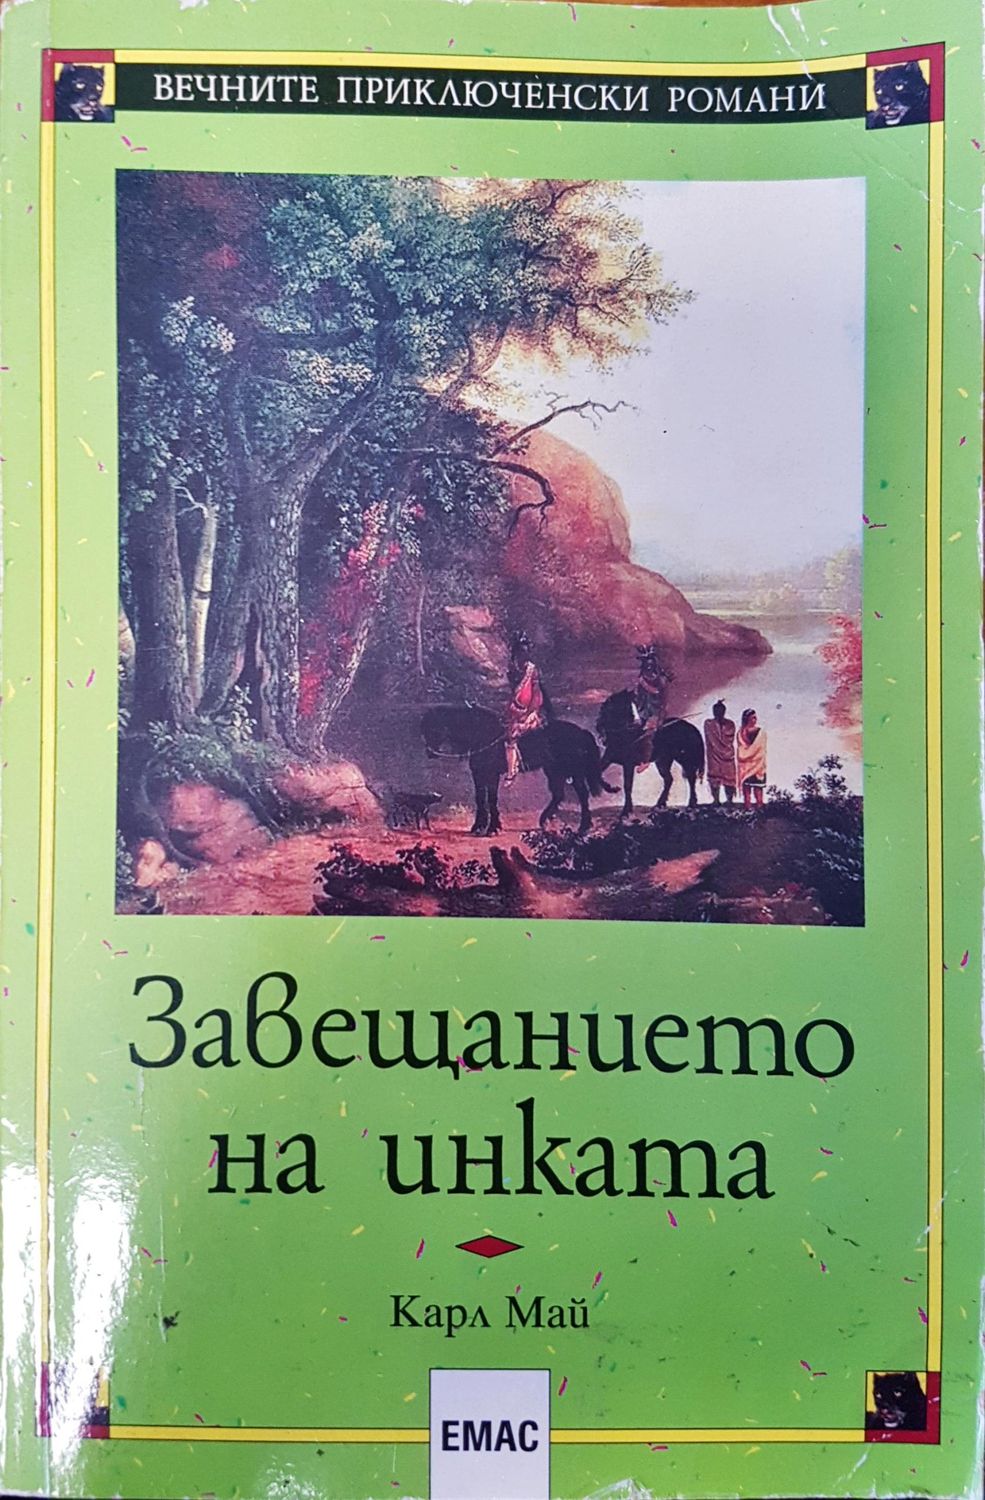 ВЕЧНИТЕ ПРИКЛЮЧЕНСКИ РОМАНИ
Завещанието
на инката
Карл Май
ЕМАС